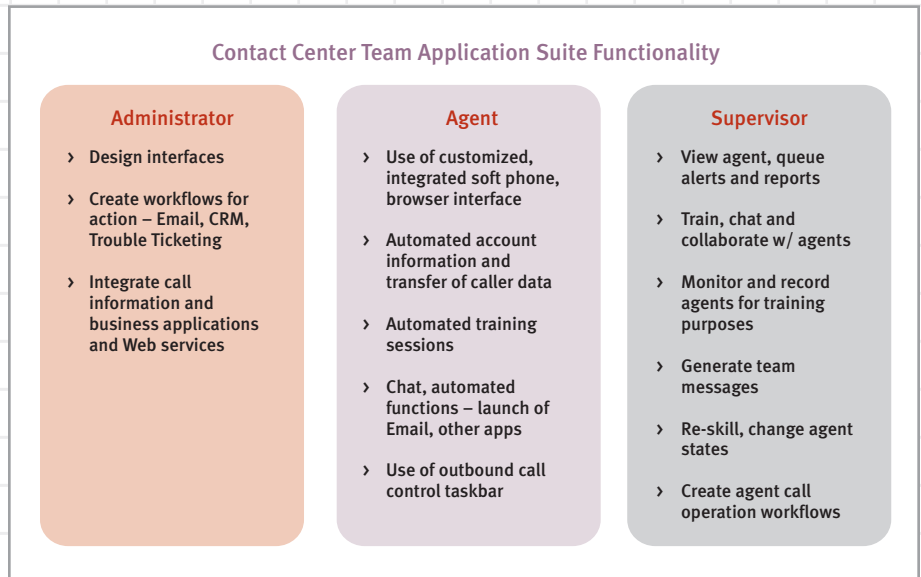 Contact Center Team Application Suite Functionality
Administrator
› Design interfaces
› Create workflows for
action – Email, CRM,
Trouble Ticketing
› Integrate call
information and
business applications
and Web services
Agent
› Use of customized,
integrated soft phone,
browser interface
› Automated account
information and
transfer of caller data
› Automated training
sessions
› Chat, automated
functions – launch of
Email, other apps
› Use of outbound call
control taskbar
Supervisor
› View agent, queue
alerts and reports
› Train, chat and
collaborate w/ agents
› Monitor and record
agents for training
purposes
› Generate team
messages
› Re-skill, change agent
states
› Create agent call
operation workflows